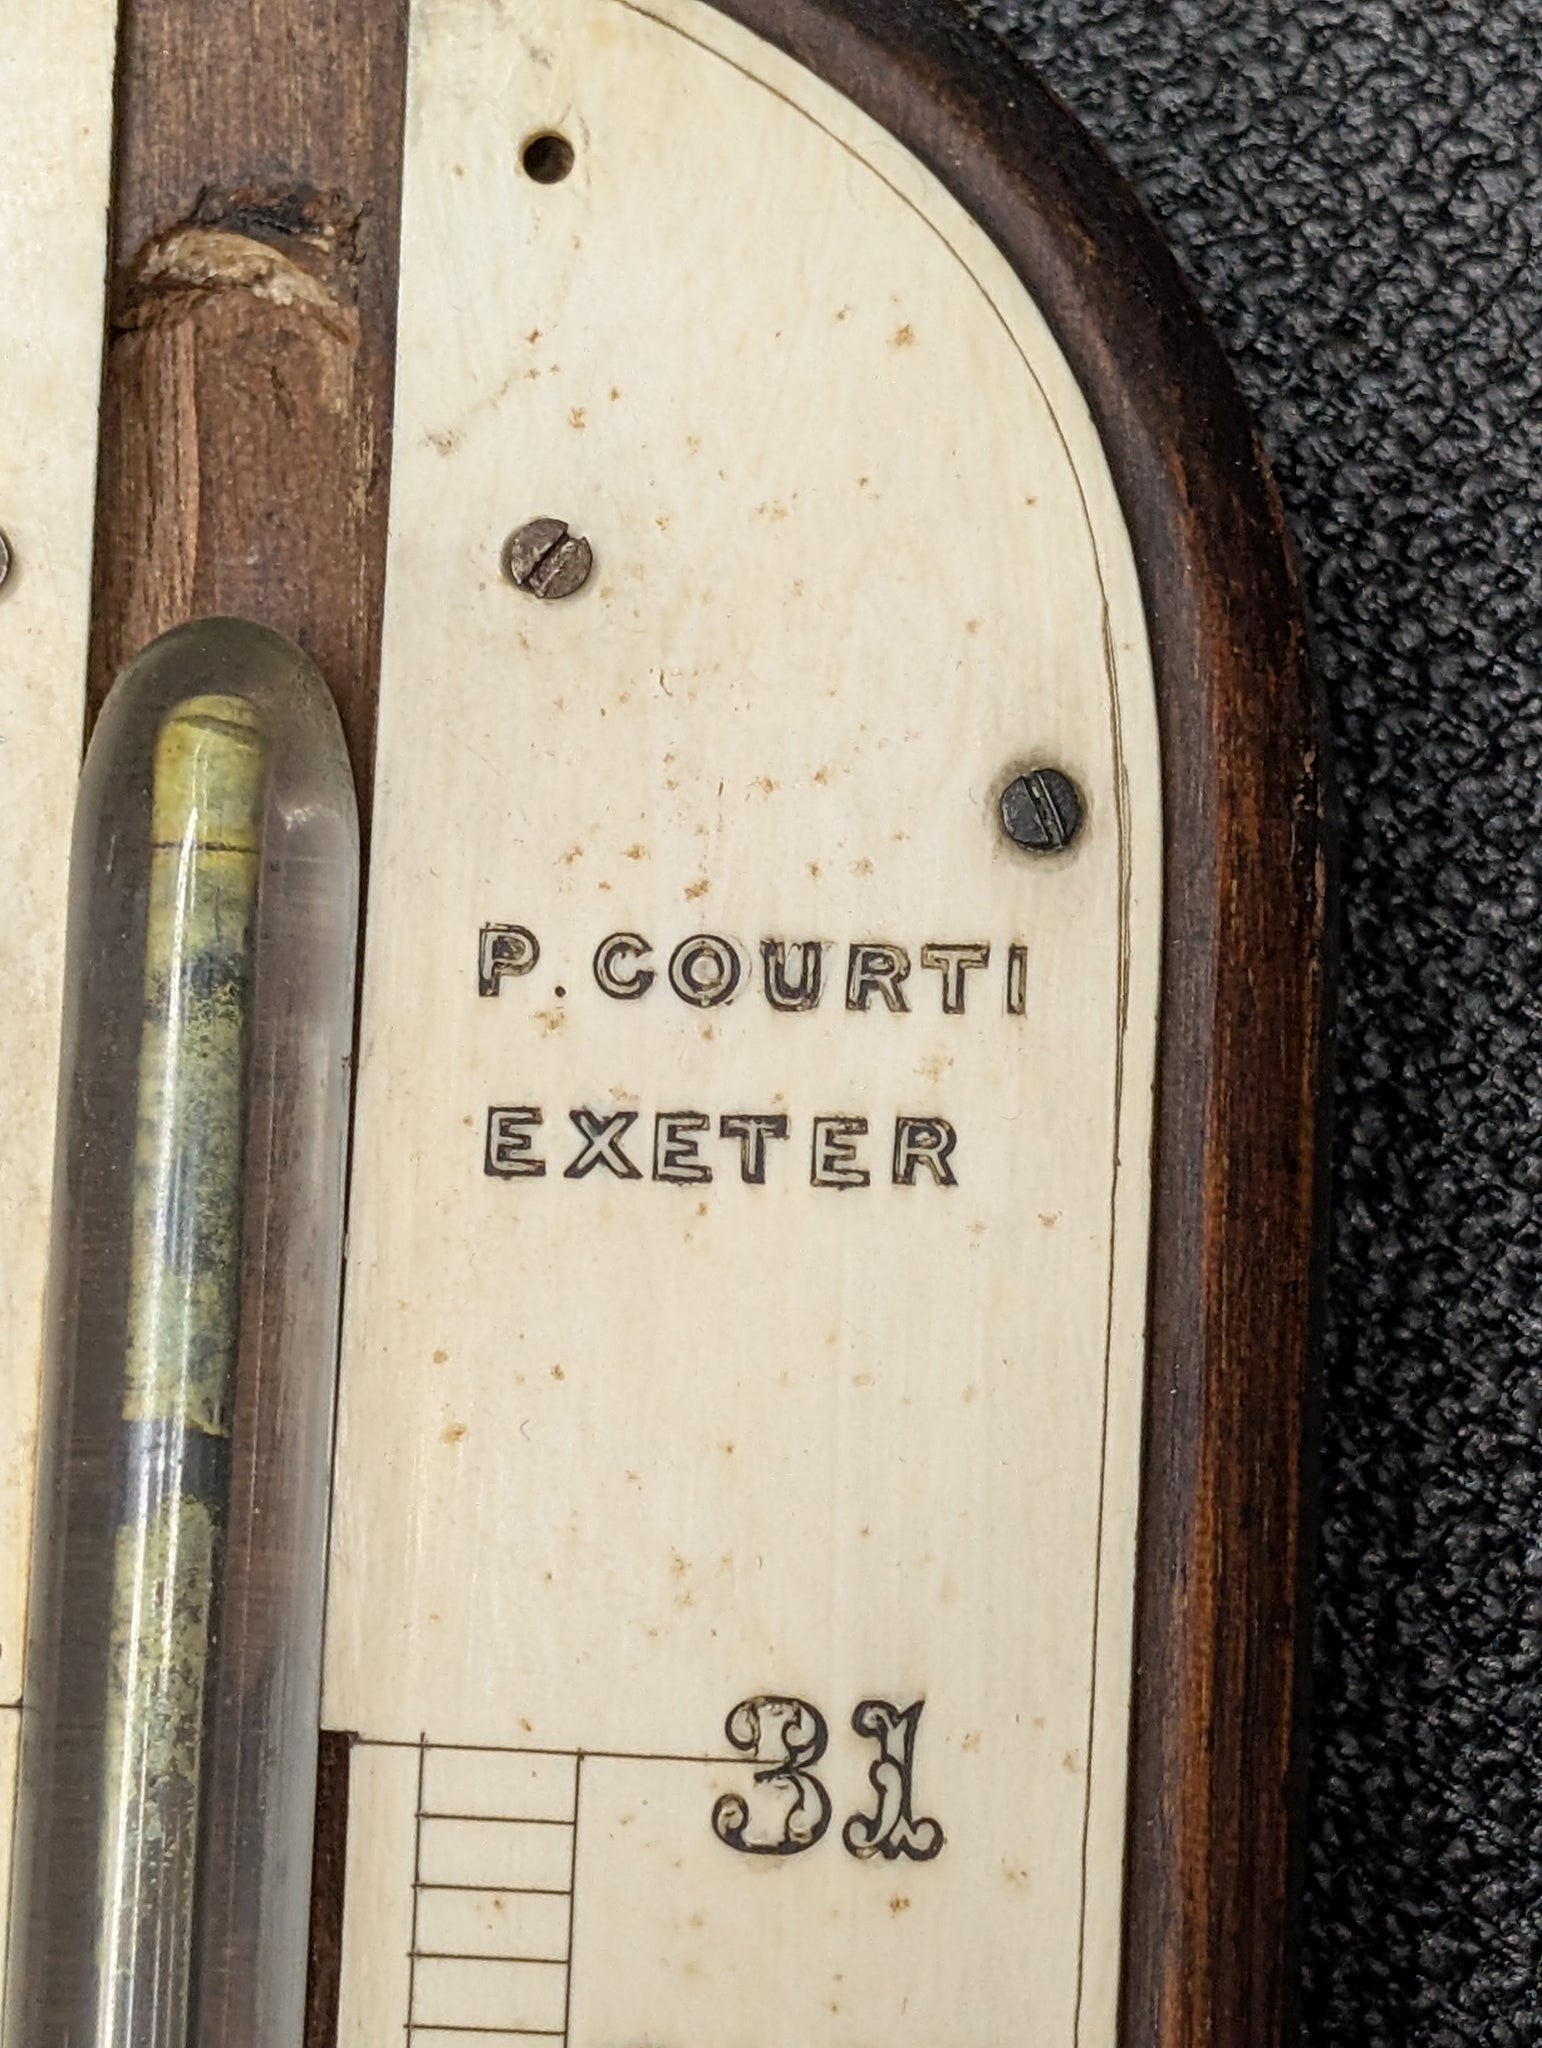 P. COURTI
EXETER
31